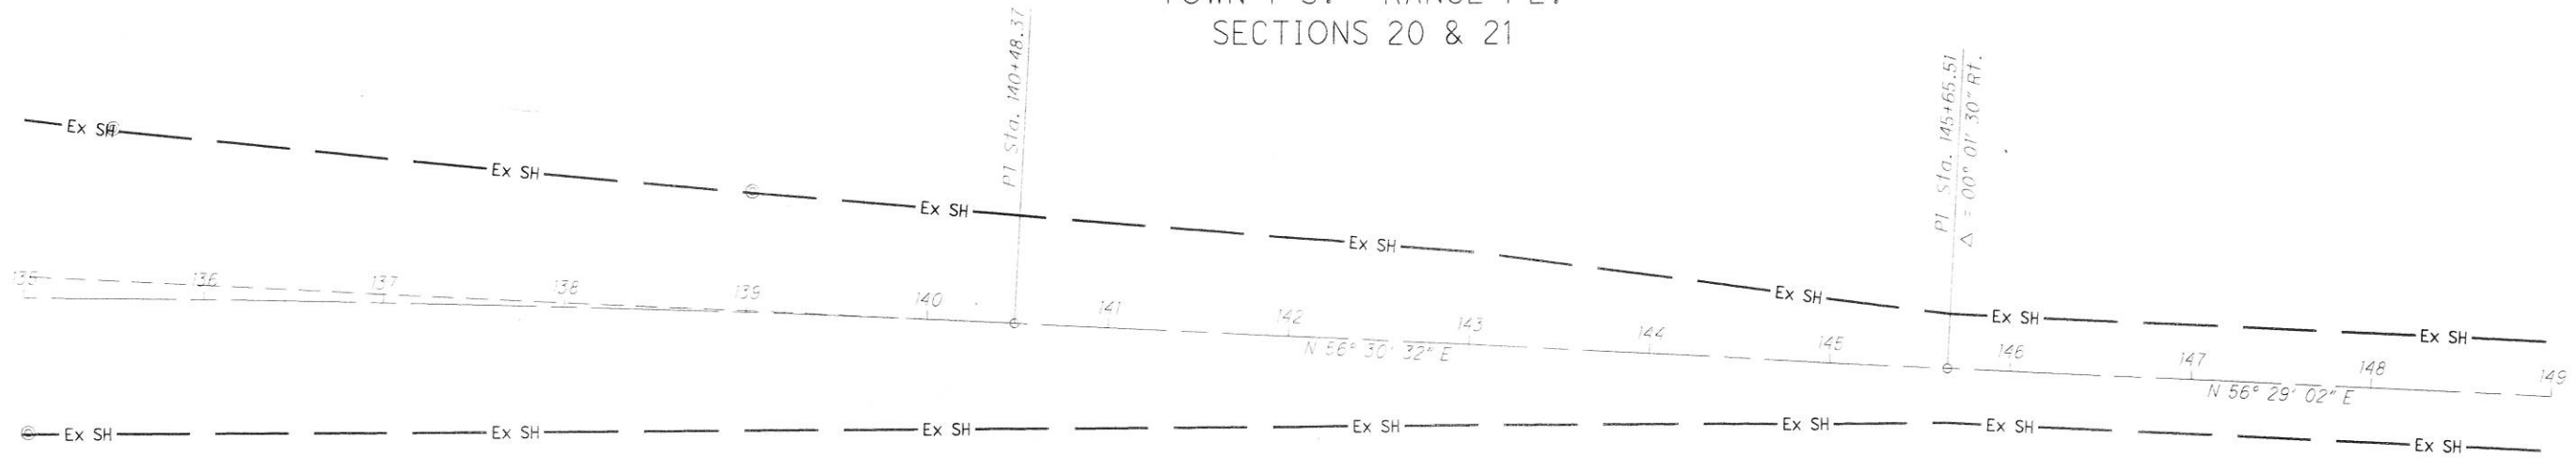 SECTIONS 20 & 21
PI Sta. 140+48.37
PI Sta. 145+65.51
Δ = 00° 01' 30" Rt.
Ex SH
Ex SH
Ex SH
Ex SH
Ex SH
Ex SH
Ex SH
135 136 137 138 139 140 141 142 143 144 145 146 147 148 149
N 56° 30' 32" E
N 56° 29' 02" E
Ex SH
Ex SH
Ex SH
Ex SH
Ex SH
Ex SH
Ex SH